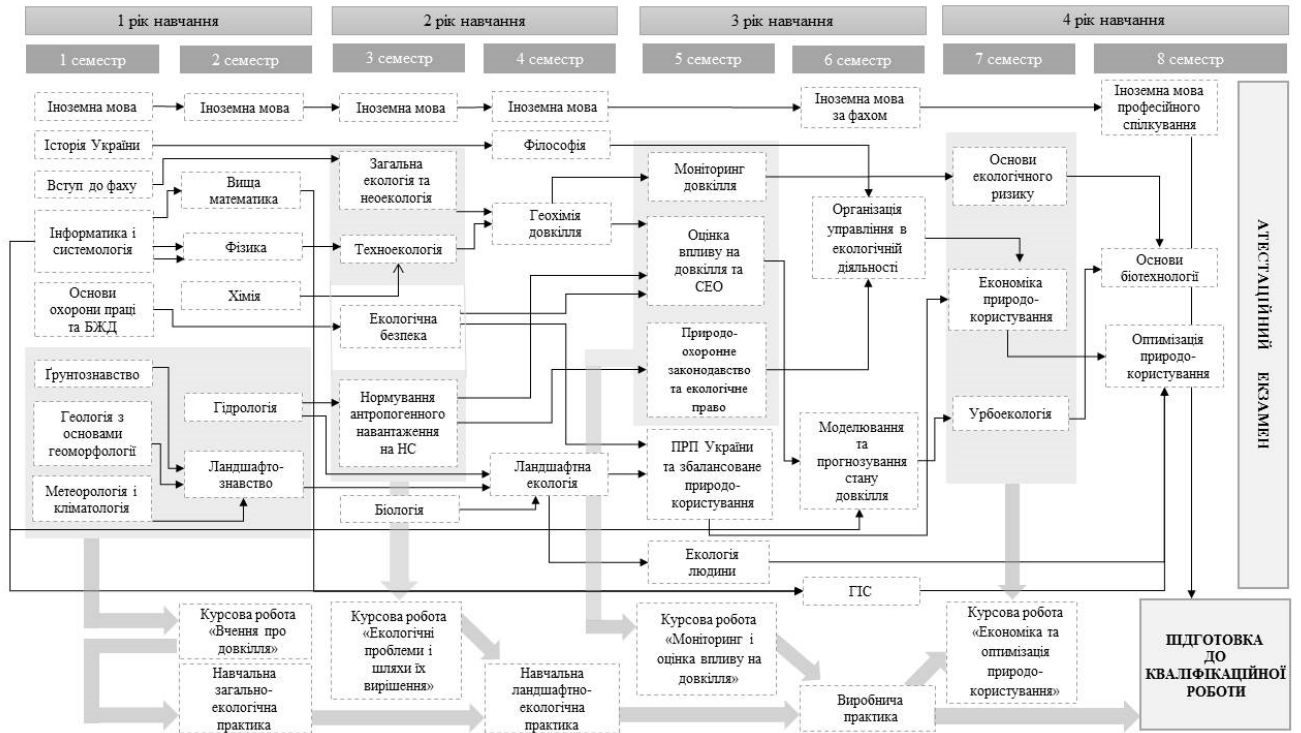 1 рік навчання
2 рік навчання
3 рік навчання
4 рік навчання
1 семестр
2 семестр
3 семестр
4 семестр
5 семестр
6 семестр
7 семестр
8 семестр
Іноземна мова
Іноземна мова
Іноземна мова
Іноземна мова
Іноземна мова
за фахом
Іноземна мова
професійного
спілкування
Історія України
Філософія
Вступ до фаху
Інформатика і
системологія
Основи
охорони праці
та БЖД
Ґрунтознавство
Геологія з
основами
геоморфології
Метеорологія і
кліматологія
Вища
математика
Фізика
Хімія
Гідрологія
Ландшафто-
знавство
Загальна
екологія та
неоекологія
Техноекологія
Екологічна
безпека
Нормування
антропогенного
навантаження
на НС
Біологія
Геохімія
довкілля
Ландшафтна
екологія
Моніторинг
довкілля
Оцінка
впливу на
довкілля та
СЕО
Природо-
охоронне
законодавство
та екологічне
право
ПРП України
та збалансоване
природо-
користування
Екологія
людини
Організація
управління в
екологічній
діяльності
Моделювання
та
прогнозування
стану
довкілля
ГІС
Основи
екологічного
ризику
Економіка
природо-
користування
Урбоекологія
Основи
біотехнології
Оптимізація
природо-
користування
АТЕСТАЦІЙНИЙ ЕКЗАМЕН
Курсова робота
«Вчення про
довкілля»
Навчальна
загально-
екологічна
практика
Курсова робота
«Екологічні
проблеми і
шляхи їх
вирішення»
Навчальна
ландшафтно-
екологічна
практика
Курсова робота
«Моніторинг і
оцінка впливу на
довкілля»
Виробнича
практика
Курсова робота
«Економіка та
оптимізація
природо-
користування»
ПІДГОТОВКА
ДО
КВАЛІФІКАЦІЙНОЇ
РОБОТИ